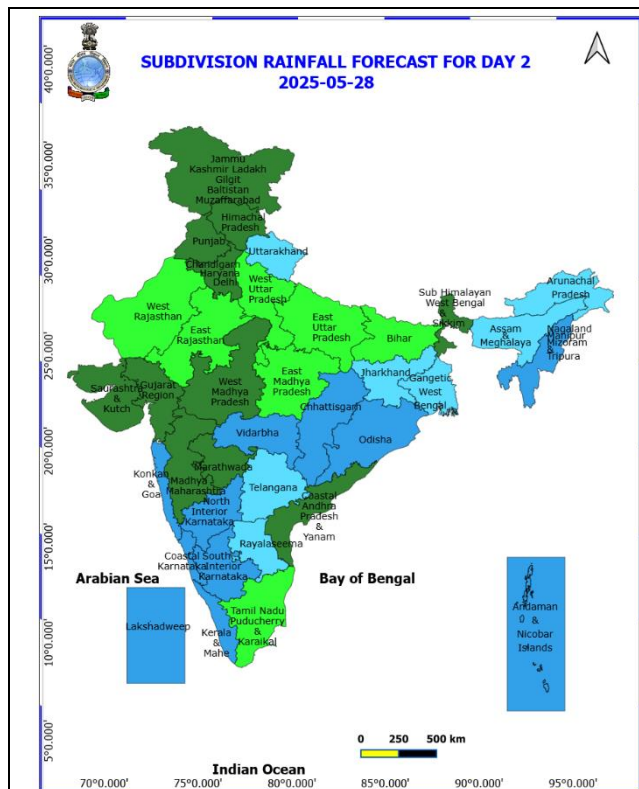 SUBDIVISION RAINFALL FORECAST FOR DAY 2
2025-05-28
40°0.000'
35°0.000'
30°0.000'
25°0.000'
20°0.000'
15°0.000'
10°0.000'
5°0.000'
Jammu
Kashmir Ladakh
Gilgit
Baltistan
Muzaffarabad
Himachal
Pradesh
Punjab
Chandigarh
Haryana
Delhi
Uttarakhand
West
Uttar
Pradesh
West
Rajasthan
East
Rajasthan
East
Uttar
Pradesh
Bihar
Sub Himalayan
West Bengal
&
Sikkim
Arunachal
Pradesh
Assam
&
Meghalaya
Nagaland
Manipur
Mizoram
&
Tripura
Saurashtra
&
Kutch
Gujarat
Region
West
Madhya
Pradesh
East
Madhya
Pradesh
Jharkhand
Gangetic
West
Bengal
Chhattisgarh
Vidarbha
Odisha
Konkan
&
Goa
Madhya
Maharashtra
Marathwada
Telangana
North
Interior
Karnataka
Coastal
Andhra
Pradesh
&
Yanam
Rayalaseema
Coastal
Karnataka
South
Interior
Karnataka
Arabian Sea
Bay of Bengal
Lakshadweep
Kerala
&
Mahe
Tamil Nadu
Puducherry
&
Karaikal
Andaman
&
Nicobar
Islands
0 250 500 km
Indian Ocean
70°0.000' 75°0.000' 80°0.000' 85°0.000' 90°0.000' 95°0.000'